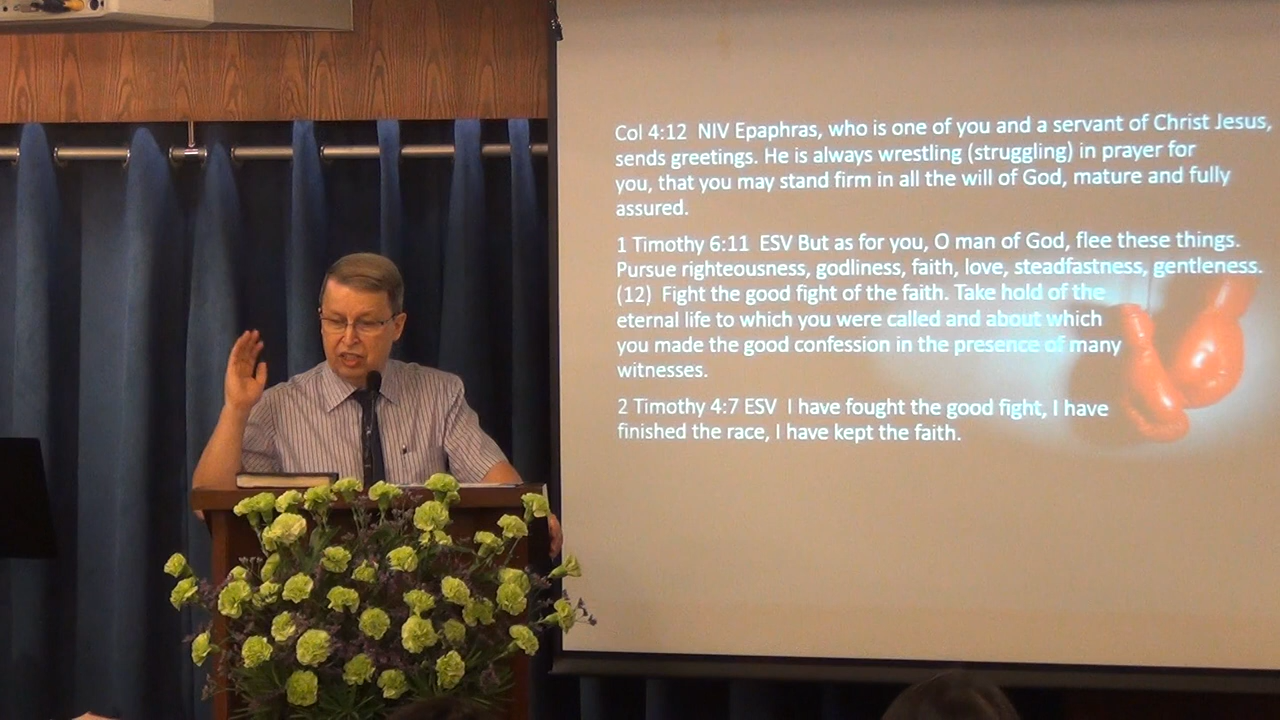 Col 4:12 NIV Epaphras, who is one of you and a servant of Christ Jesus,
sends greetings. He is always wrestling (struggling) in prayer for
you, that you may stand firm in all the will of God, mature and fully
assured.
1 Timothy 6:11 ESV But as for you, O man of God, flee these things.
Pursue righteousness, godliness, faith, love, steadfastness, gentleness.
(12) Fight the good fight of the faith. Take hold of the
eternal life to which you were called and about which
you made the good confession in the presence of many
witnesses.
2 Timothy 4:7 ESV I have fought the good fight, I have
finished the race, I have kept the faith.